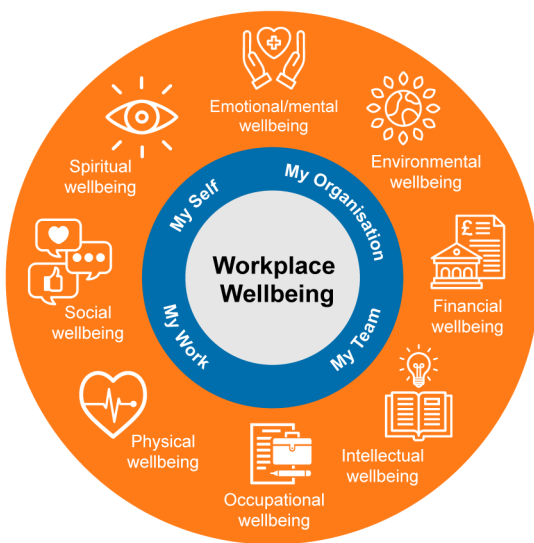 Emotional/mental
wellbeing
Environmental
wellbeing
£
Financial
wellbeing
Intellectual
wellbeing
Occupational
wellbeing
Physical
wellbeing
Social
wellbeing
Spiritual
wellbeing
My Self
My Organisation
My Team
My Work
Workplace
Wellbeing